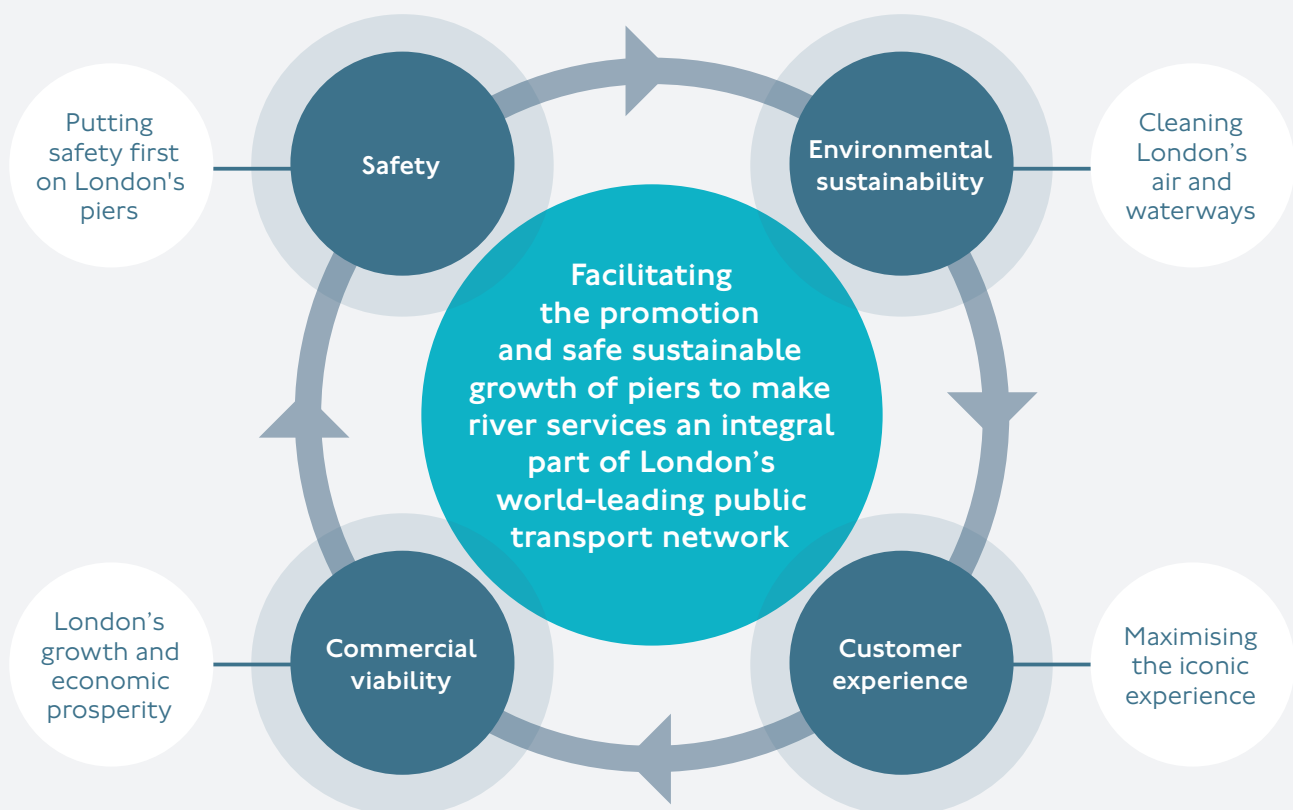 Putting
safety first
on London's
piers
Safety
Environmental
sustainability
Cleaning
London’s
air and
waterways
Facilitating
the promotion
and safe sustainable
growth of piers to make
river services an integral
part of London’s
world-leading public
transport network
London’s
growth and
economic
prosperity
Commercial
viability
Customer
experience
Maximising
the iconic
experience